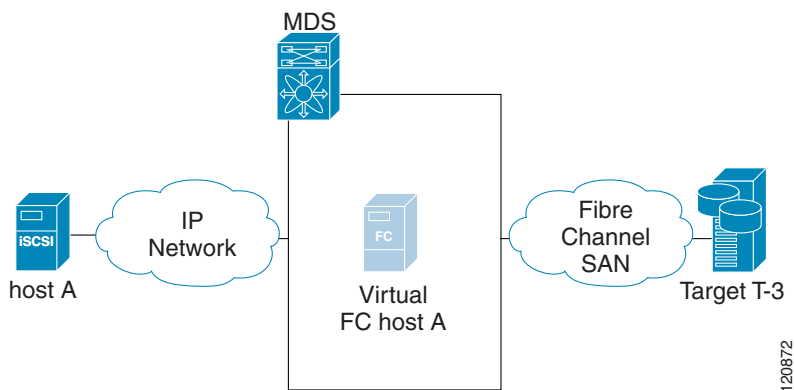 MDS
iSCSI
host A
IP
Network
FC
Virtual
FC host A
Fibre
Channel
SAN
Target T-3
120872